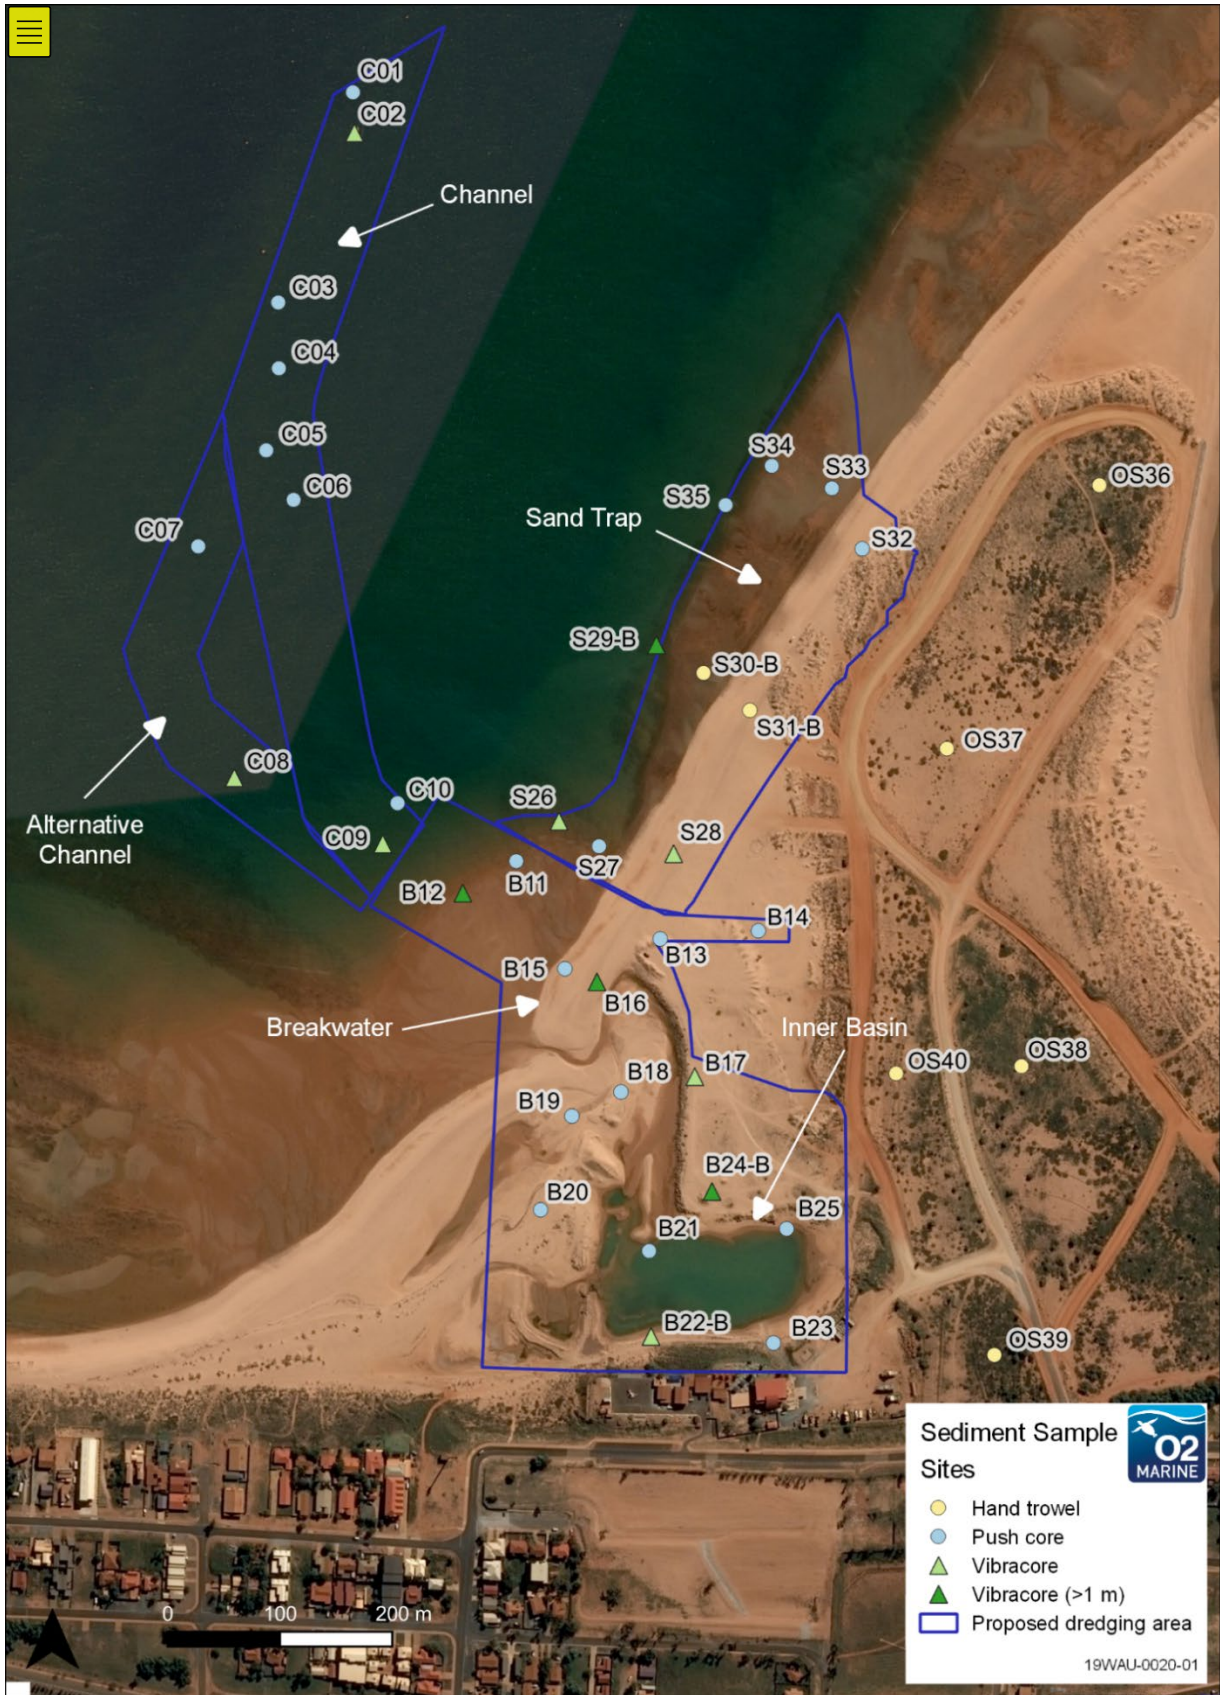 C01
C02
Channel
C03
C04
C05
C06
C07
S34
S33
S35
OS36
Sand Trap
S32
S29-B
S30-B
S31-B
OS37
C08
C10
S26
Alternative
Channel
C09
S28
S27
B11
B12
B14
B13
B15
B16
Breakwater
Inner Basin
B17
OS38
OS40
B18
B19
B24-B
B20
B25
B21
B22-B
B23
OS39
Sediment Sample
Sites
O2
MARINE
Hand trowel
Push core
Vibracore
Vibracore (>1 m)
Proposed dredging area
19WAU-0020-01
0 100 200 m